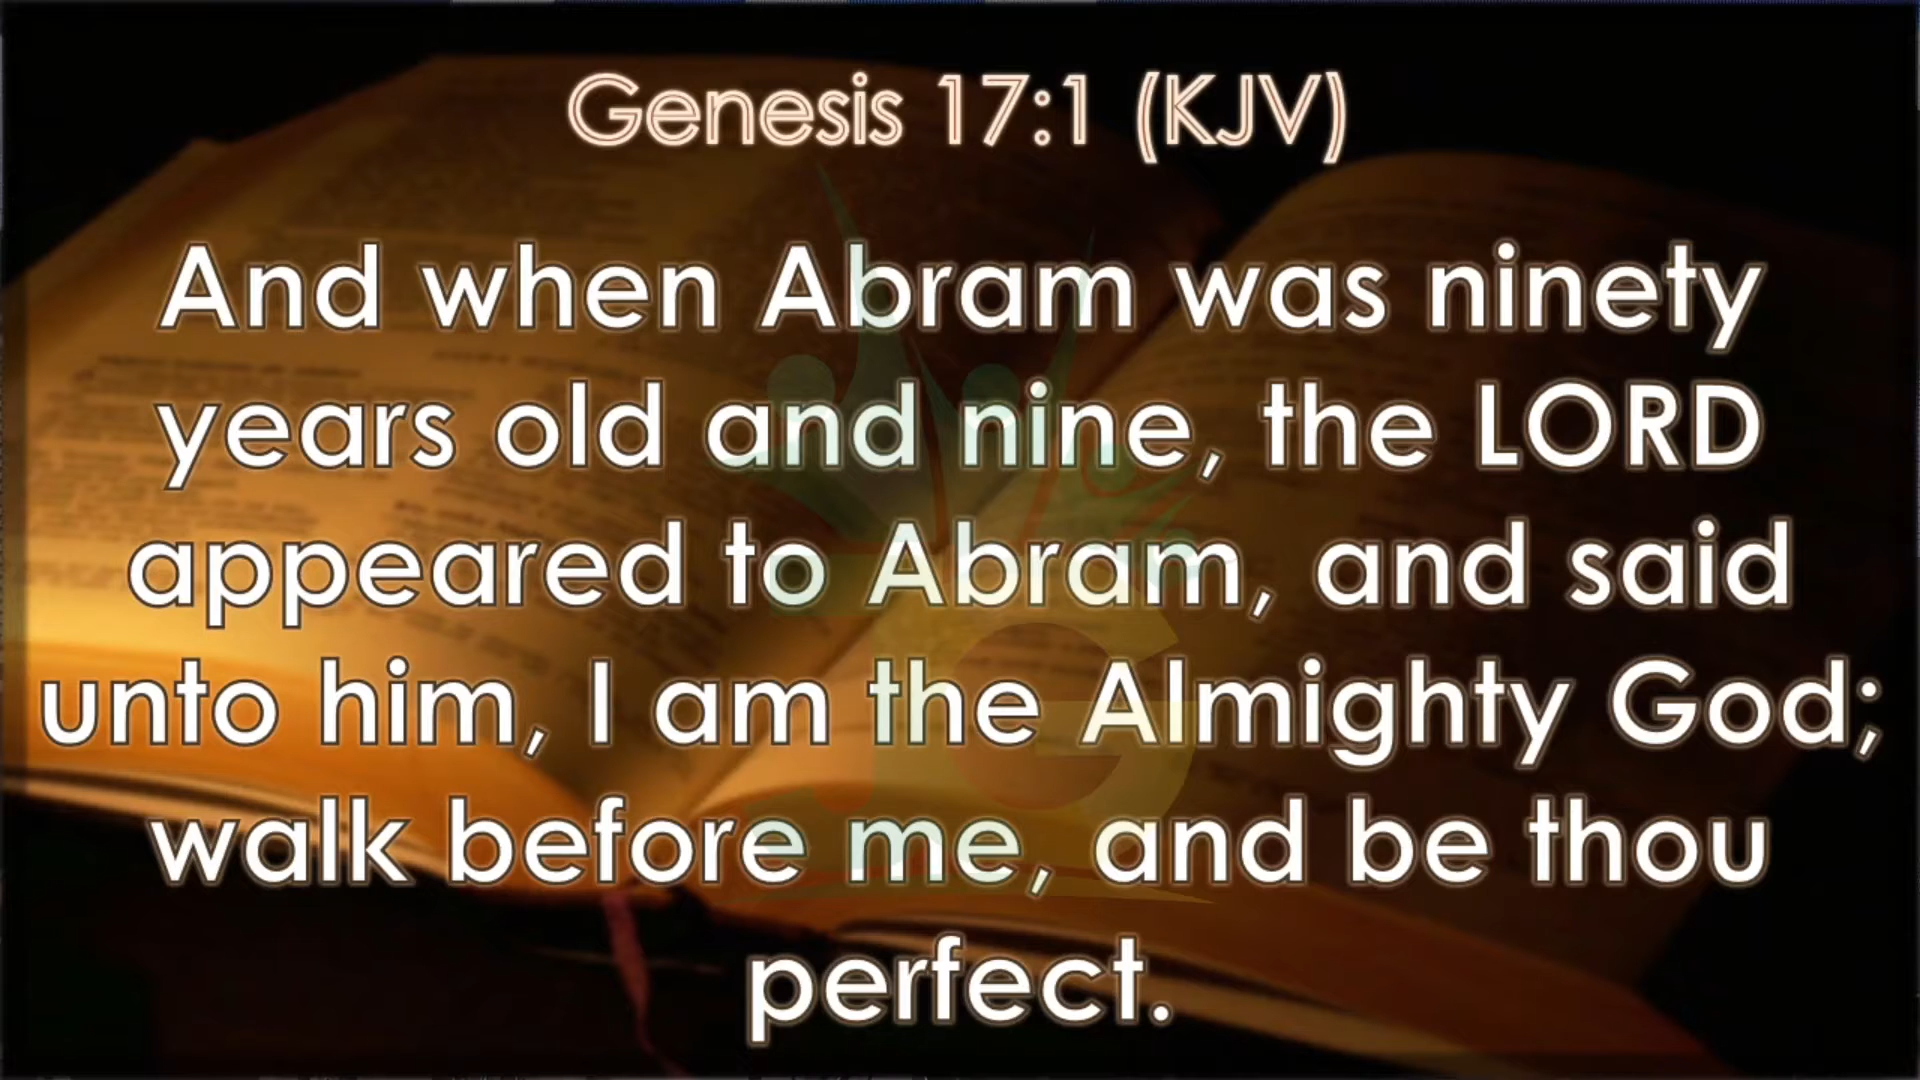 Genesis 17:1 (KJV)
And when Abram was ninety
years old and nine, the LORD
appeared to Abram, and said
unto him, I am the Almighty God;
walk before me, and be thou
perfect.